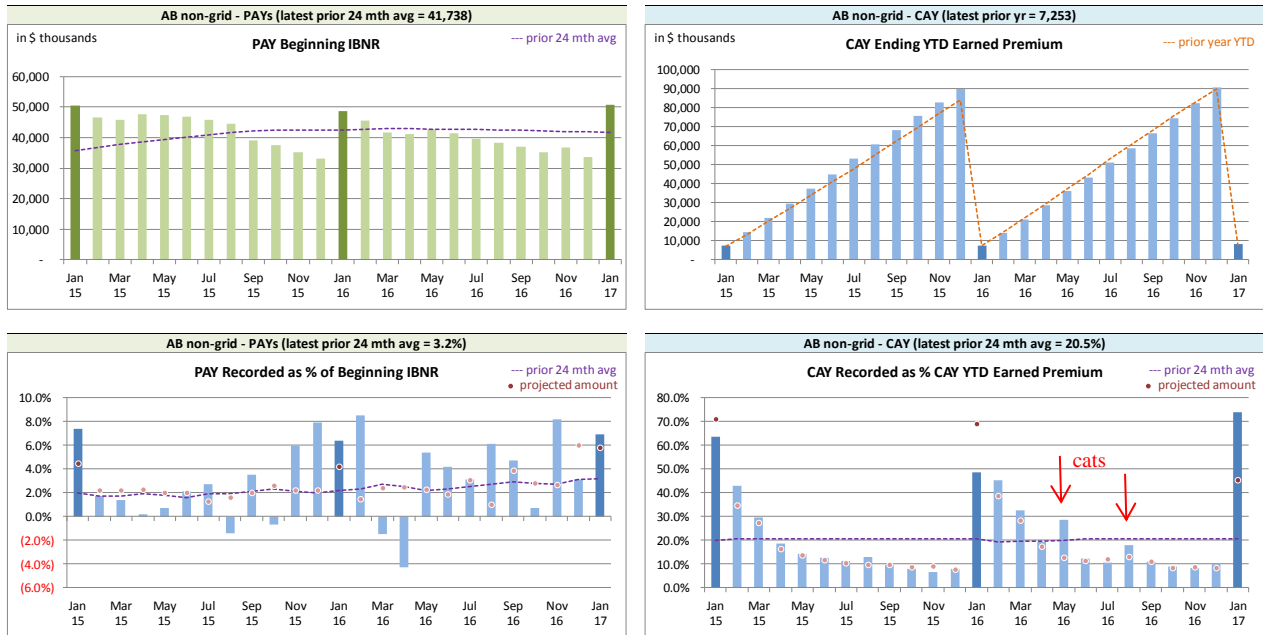 AB non-grid - PAYs (latest prior 24 mth avg = 41,738)
in $ thousands
PAY Beginning IBNR
--- prior 24 mth avg
60,000
50,000
40,000
30,000
20,000
10,000
-
Jan Mar May Jul Sep Nov Jan Mar May Jul Sep Nov Jan
15 15 15 15 15 15 16 16 16 16 16 16 17
AB non-grid - CAY (latest prior yr = 7,253)
in $ thousands
CAY Ending YTD Earned Premium
--- prior year YTD
100,000
90,000
80,000
70,000
60,000
50,000
40,000
30,000
20,000
10,000
-
Jan Mar May Jul Sep Nov Jan Mar May Jul Sep Nov Jan
15 15 15 15 15 15 16 16 16 16 16 16 17
AB non-grid - PAYs (latest prior 24 mth avg = 3.2%)
PAY Recorded as % of Beginning IBNR
--- prior 24 mth avg
• projected amount
10.0%
8.0%
6.0%
4.0%
2.0%
0.0%
(2.0%)
(4.0%)
(6.0%)
Jan Mar May Jul Sep Nov Jan Mar May Jul Sep Nov Jan
15 15 15 15 15 15 16 16 16 16 16 16 17
AB non-grid - CAY (latest prior 24 mth avg = 20.5%)
CAY Recorded as % CAY YTD Earned Premium
--- prior 24 mth avg
• projected amount
80.0%
70.0%
60.0%
50.0%
40.0%
30.0%
20.0%
10.0%
0.0%
cats
Jan Mar May Jul Sep Nov Jan Mar May Jul Sep Nov Jan
15 15 15 15 15 15 16 16 16 16 16 16 17